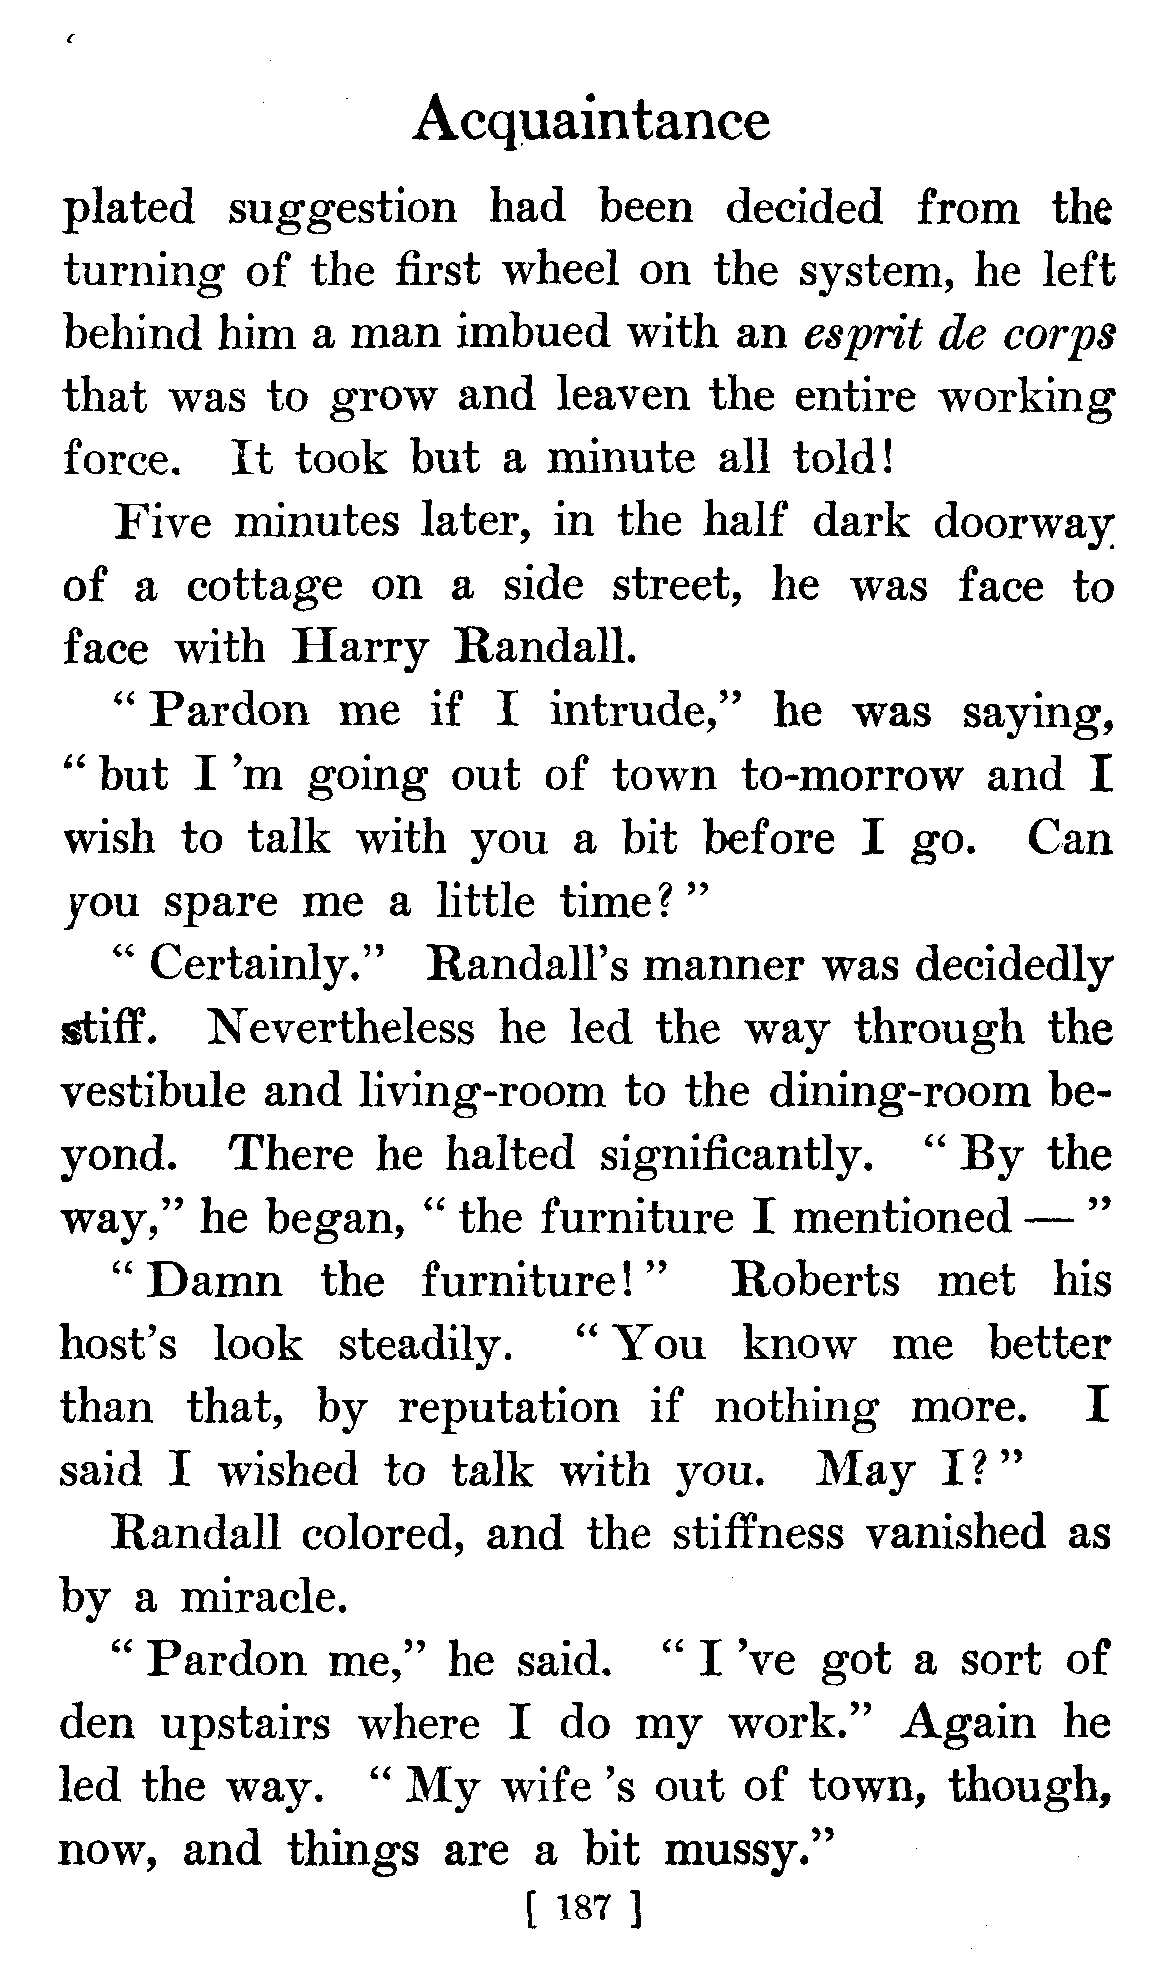 Acquaintance
plated suggestion had been decided from the
turning of the first wheel on the system, he left
behind him a man imbued with an esprit de corps
that was to grow and leaven the entire working
force. It took but a minute all told!
Five minutes later, in the half dark doorway
of a cottage on a side street, he was face to
face with Harry Randall.
“ Pardon me if I intrude,” he was saying,
“ but I ’m going out of town to-morrow and I
wish to talk with you a bit before I go. Can
you spare me a little time? ”
“ Certainly.” Randall’s manner was decidedly
stiff. Nevertheless he led the way through the
vestibule and living-room to the dining-room be-
yond. There he halted significantly. “ By the
way,” he began, “ the furniture I mentioned — ”
“ Damn the furniture! ” Roberts met his
host’s look steadily. “ You know me better
than that, by reputation if nothing more. I
said I wished to talk with you. May I? ”
Randall colored, and the stiffness vanished as
by a miracle.
“ Pardon me,” he said. “ I ’ve got a sort of
den upstairs where I do my work.” Again he
led the way. “ My wife ’s out of town, though,
now, and things are a bit mussy.”
[ 187 ]